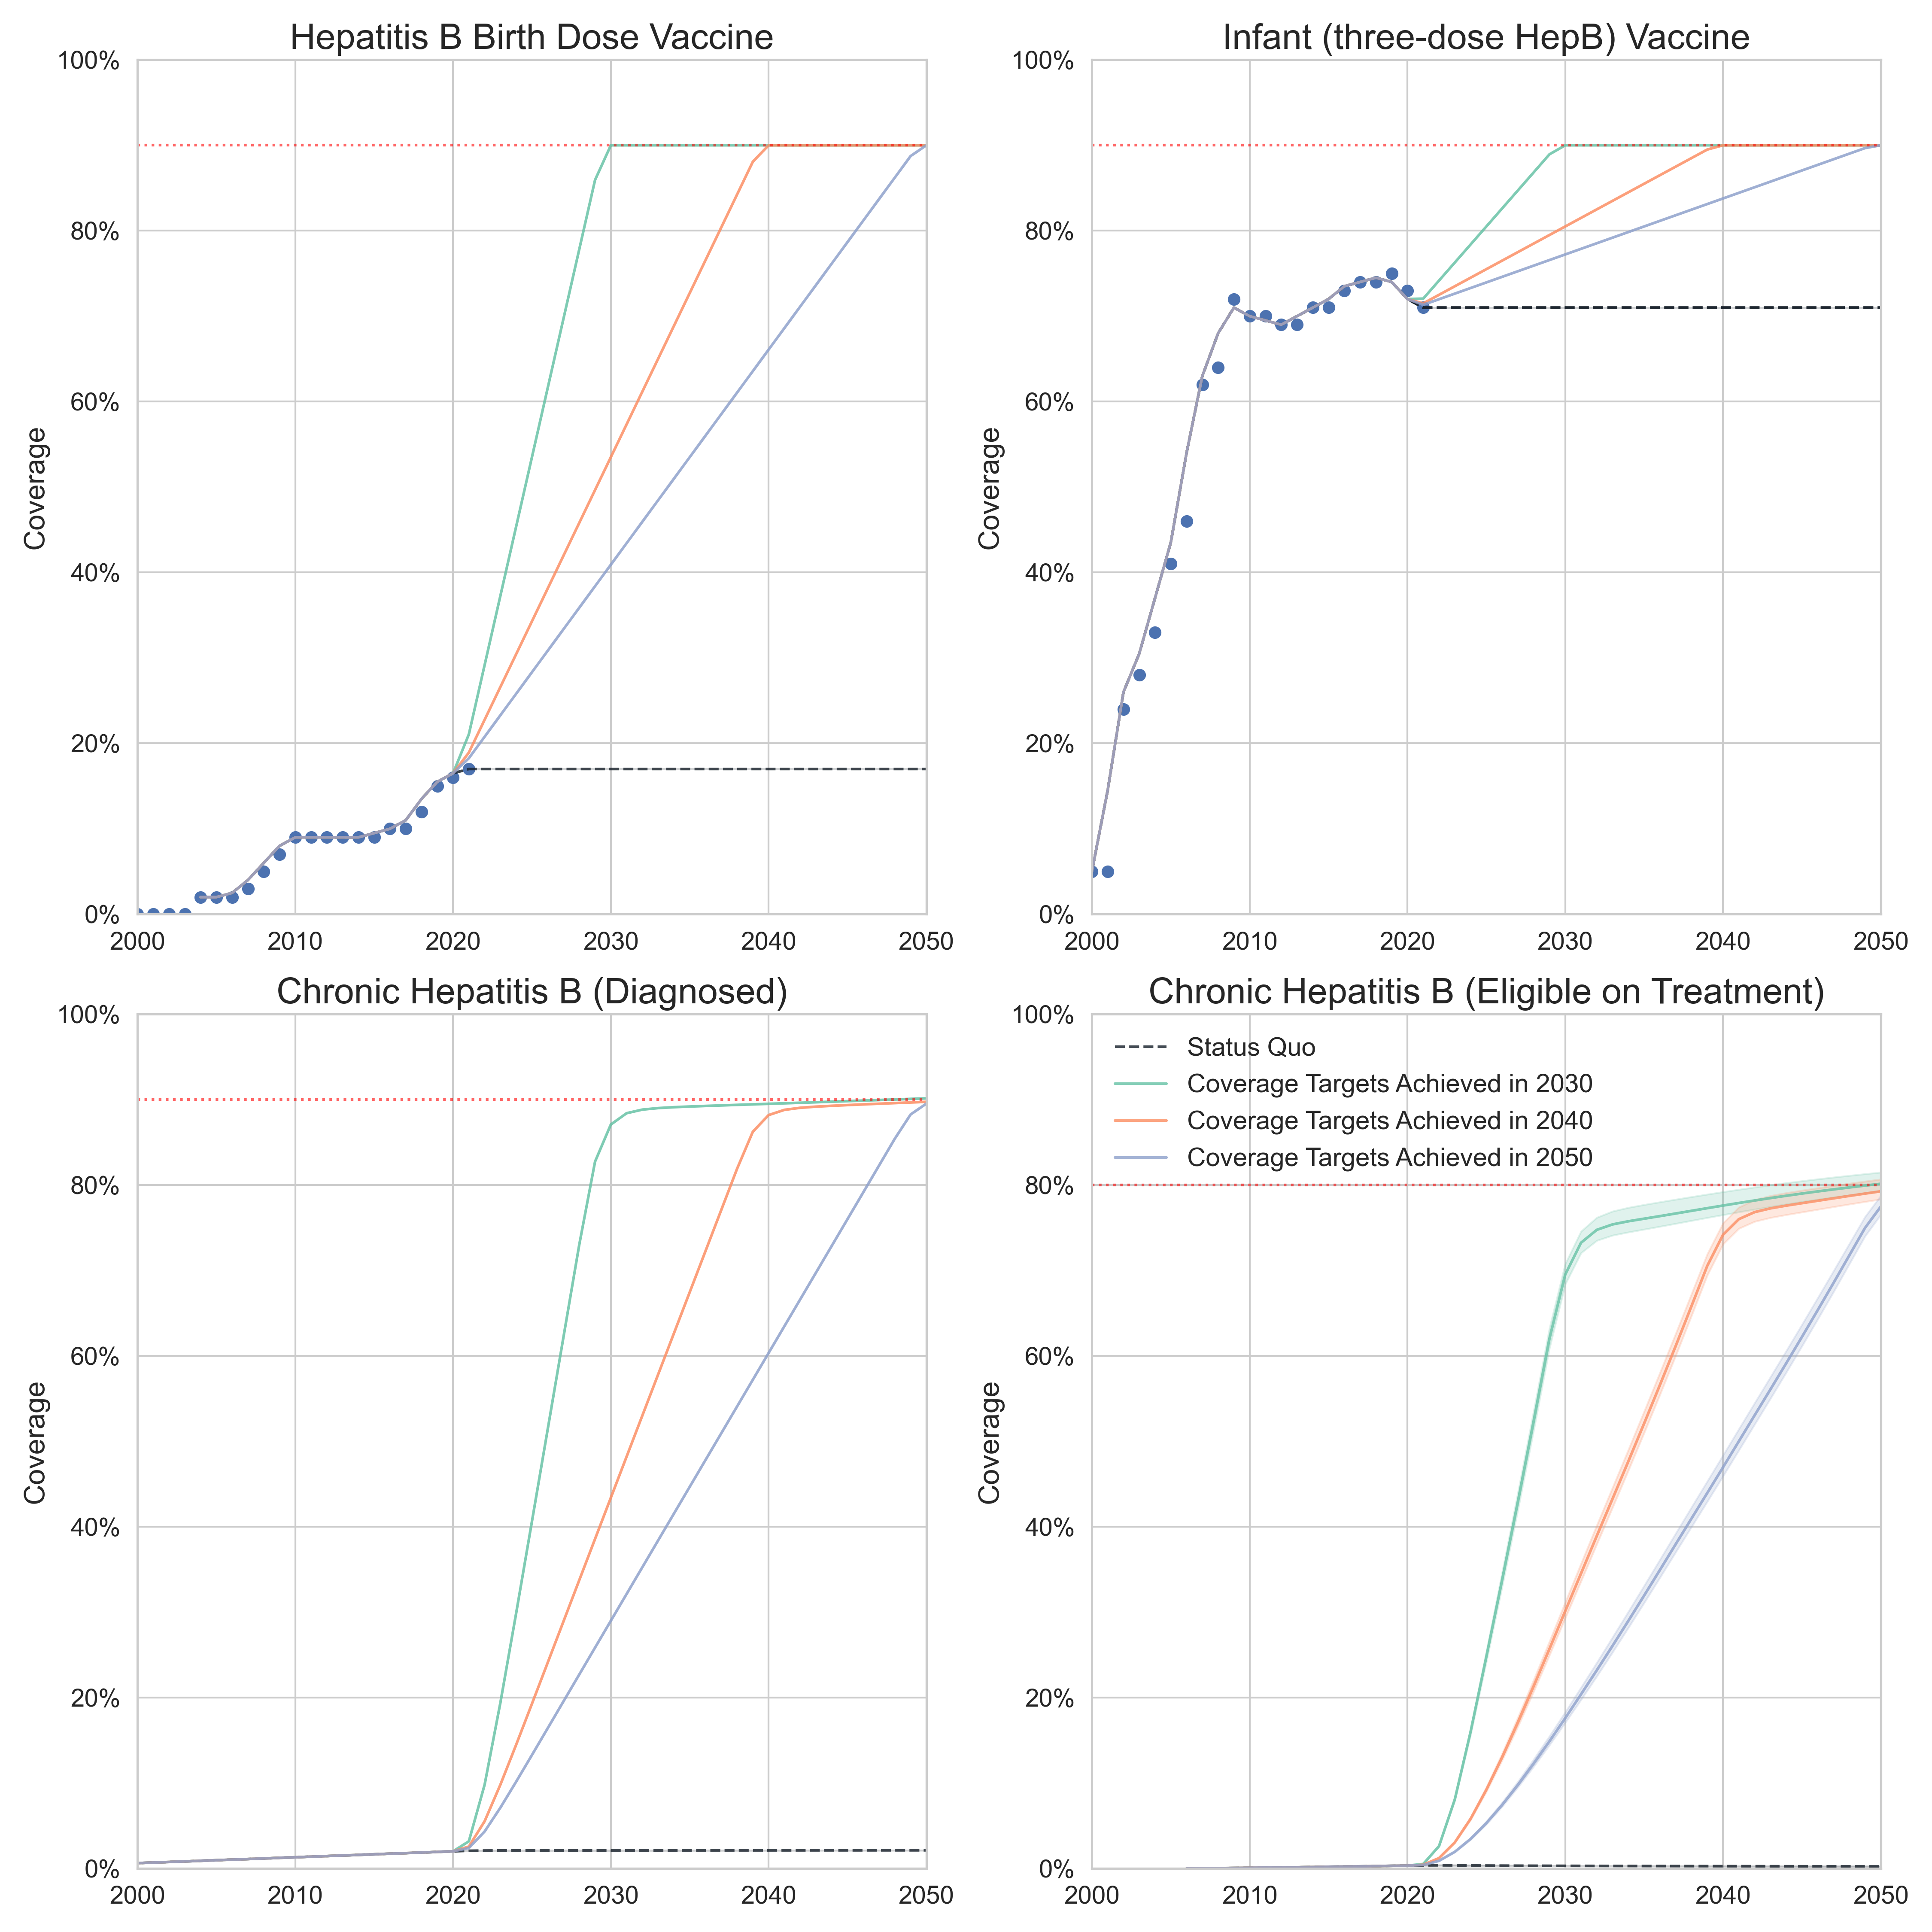 Hepatitis B Birth Dose Vaccine
100%
80%
60%
40%
20%
0%
Coverage
2000 2010 2020 2030 2040 2050
Infant (three-dose HepB) Vaccine
100%
80%
60%
40%
20%
0%
Coverage
2000 2010 2020 2030 2040 2050
Chronic Hepatitis B (Diagnosed)
100%
80%
60%
40%
20%
0%
Coverage
2000 2010 2020 2030 2040 2050
Chronic Hepatitis B (Eligible on Treatment)
100%
80%
60%
40%
20%
0%
Coverage
Status Quo
Coverage Targets Achieved in 2030
Coverage Targets Achieved in 2040
Coverage Targets Achieved in 2050
2000 2010 2020 2030 2040 2050